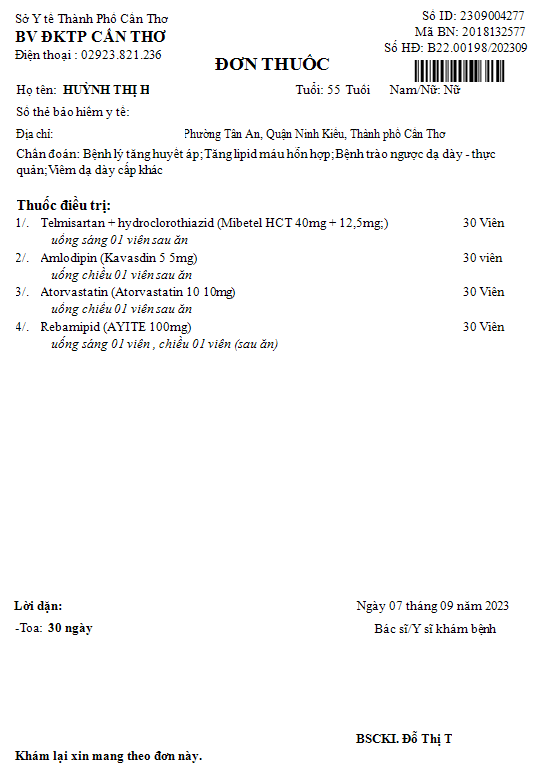 Sở Y tế Thành Phố Cần Thơ
Số ID: 2309004277
BV ĐKTP CẦN THƠ
Mã BN: 2018132577
Điện thoại : 02923.821.236
Số HĐ: B22.00198/202309
ĐƠN THUỐC
Họ tên: HUỲNH THỊ H
Tuổi: 55 Tuổi
Nam/Nữ: Nữ
Số thẻ bảo hiểm y tế:
Địa chỉ: Phường Tân An, Quận Ninh Kiều, Thành phố Cần Thơ
Chẩn đoán: Bệnh lý tăng huyết áp;Tăng lipid máu hỗn hợp;Bệnh trào ngược dạ dày - thực
quản;Viêm dạ dày cấp khác
Thuốc điều trị:
1/. Telmisartan + hydroclorothiazid (Mibetel HCT 40mg + 12,5mg;) 30 Viên
uống sáng 01 viên sau ăn
2/. Amlodipin (Kavasdin 5 5mg) 30 viên
uống chiều 01 viên sau ăn
3/. Atorvastatin (Atorvastatin 10 10mg) 30 Viên
uống chiều 01 viên sau ăn
4/. Rebamipid (AYITE 100mg) 30 Viên
uống sáng 01 viên , chiều 01 viên (sau ăn)
Lời dặn:
Ngày 07 tháng 09 năm 2023
-Toa: 30 ngày
Bác sĩ/Y sĩ khám bệnh
BSCKI. Đỗ Thị T
Khám lại xin mang theo đơn này.